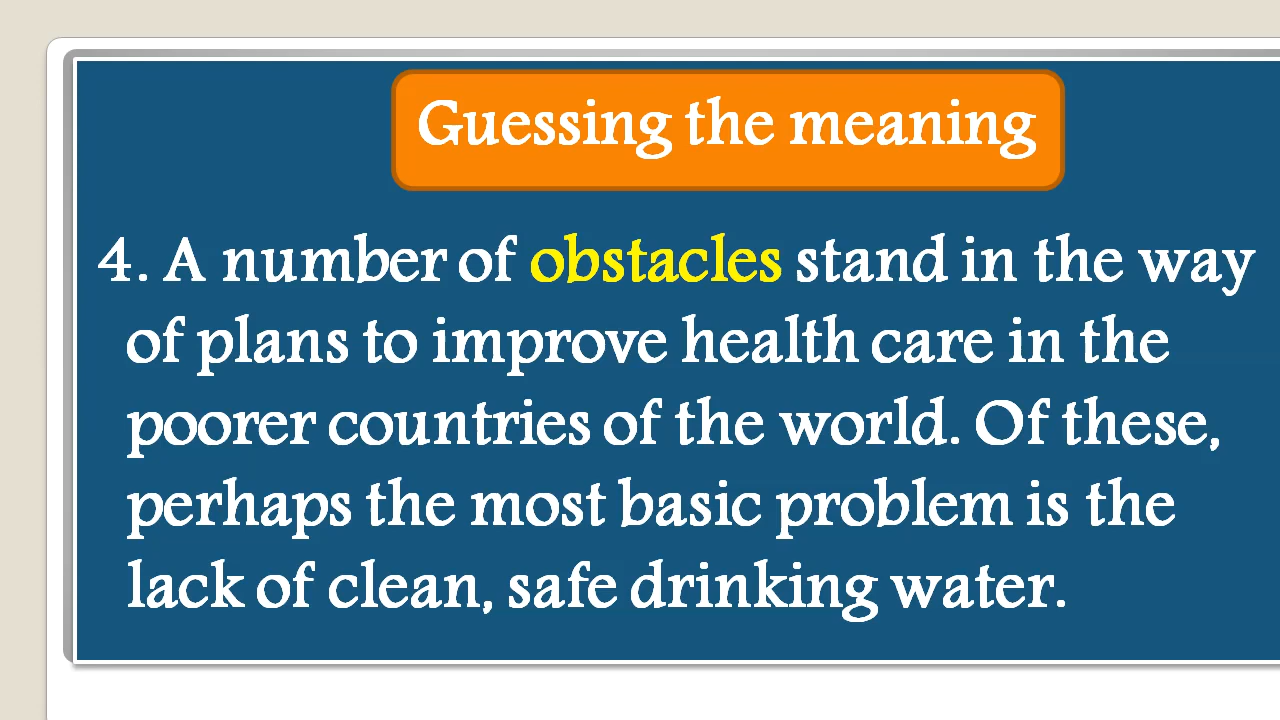 Guessing the meaning
4. A number of obstacles stand in the way
of plans to improve health care in the
poorer countries of the world. Of these,
perhaps the most basic problem is the
lack of clean, safe drinking water.